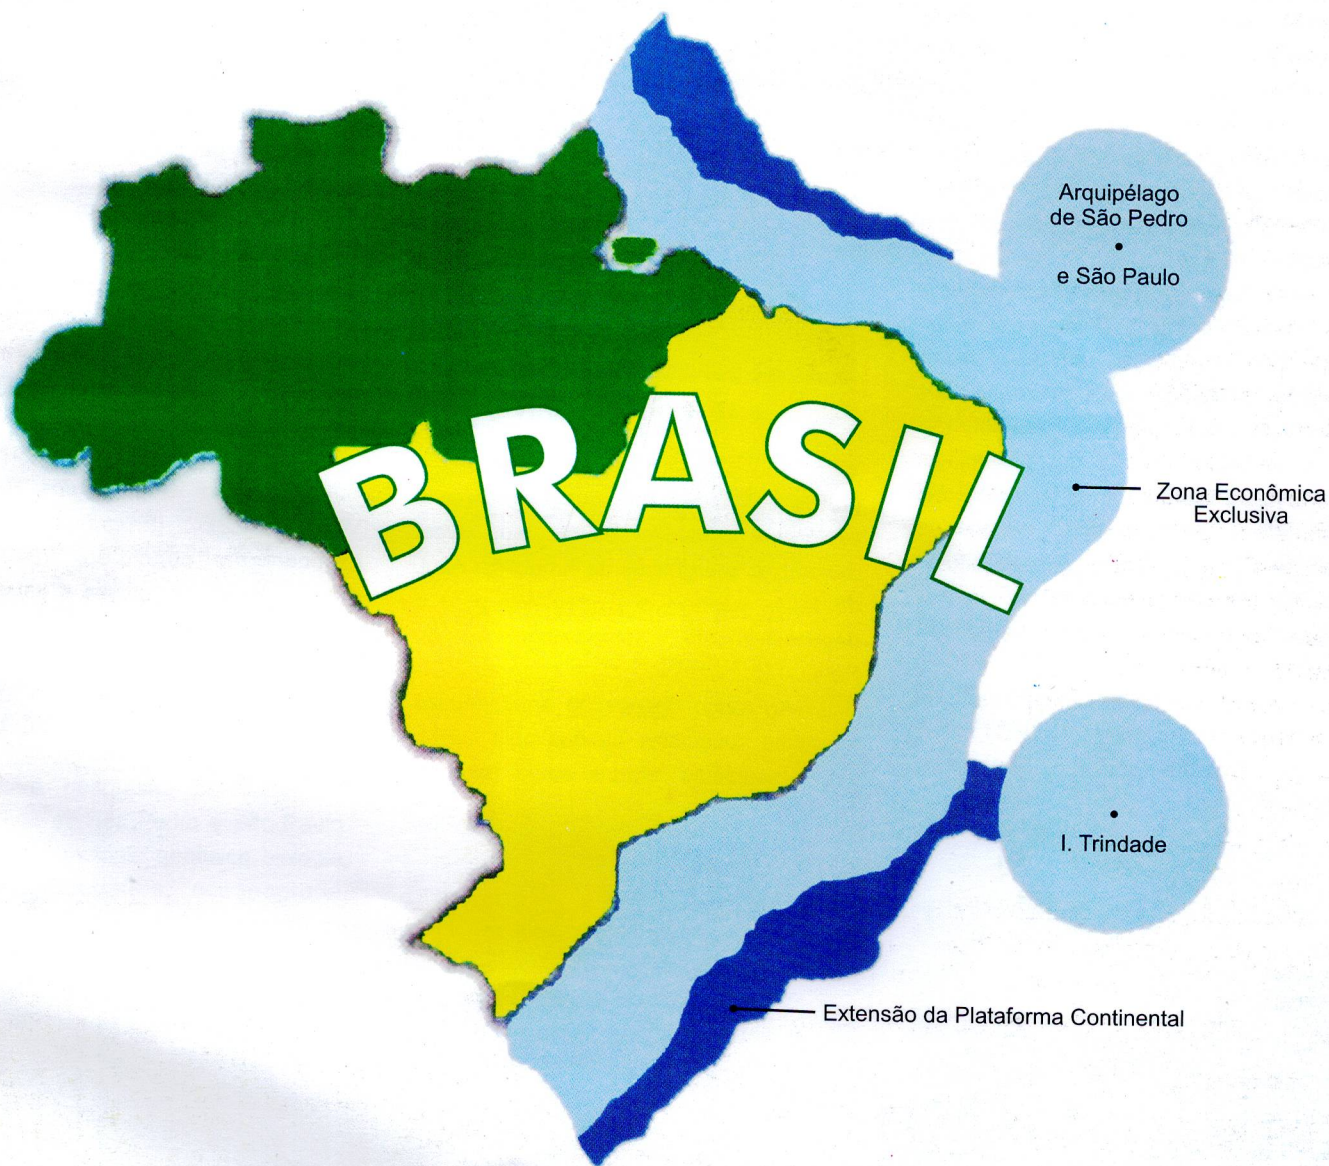 Arquipélago
de São Pedro
e São Paulo
BRASIL
Zona Econômica
Exclusiva
I. Trindade
Extensão da Plataforma Continental